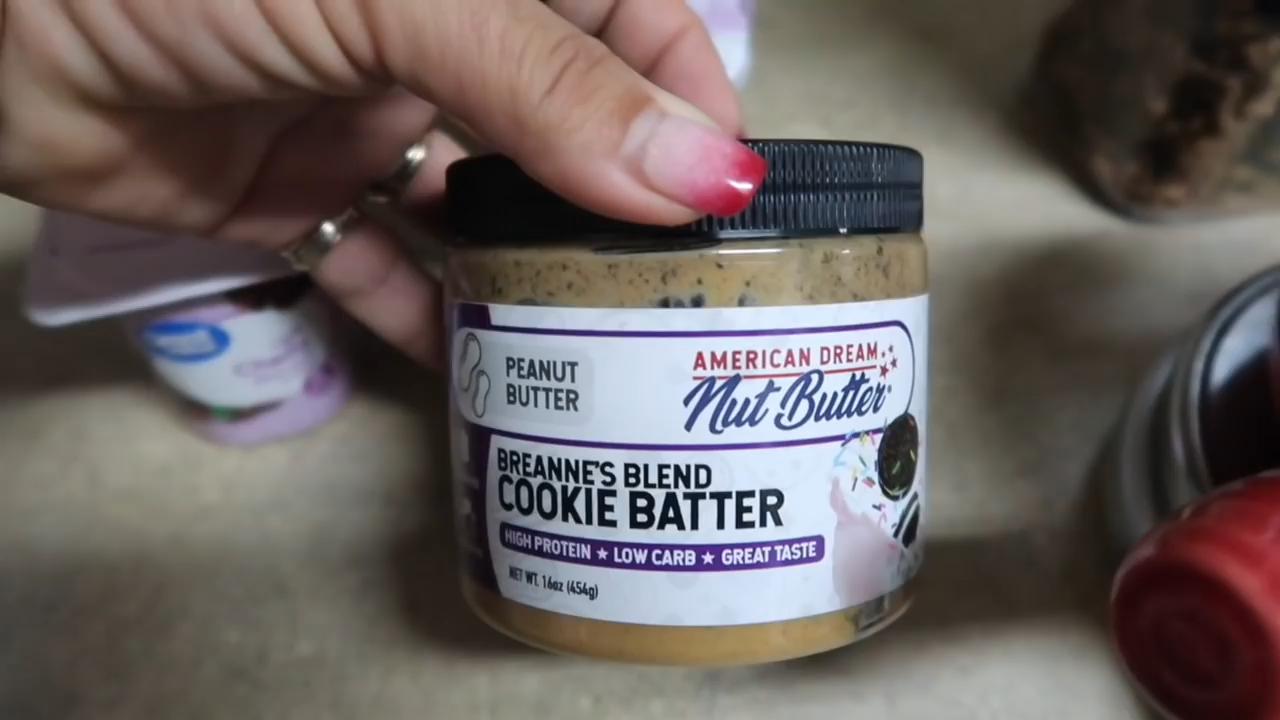 PEANUT
BUTTER
AMERICAN DREAM
Nut Butter
BREANNE'S BLEND
COOKIE BATTER
HIGH PROTEIN ★ LOW CARB ★ GREAT TASTE
NET WT. 16oz (454g)